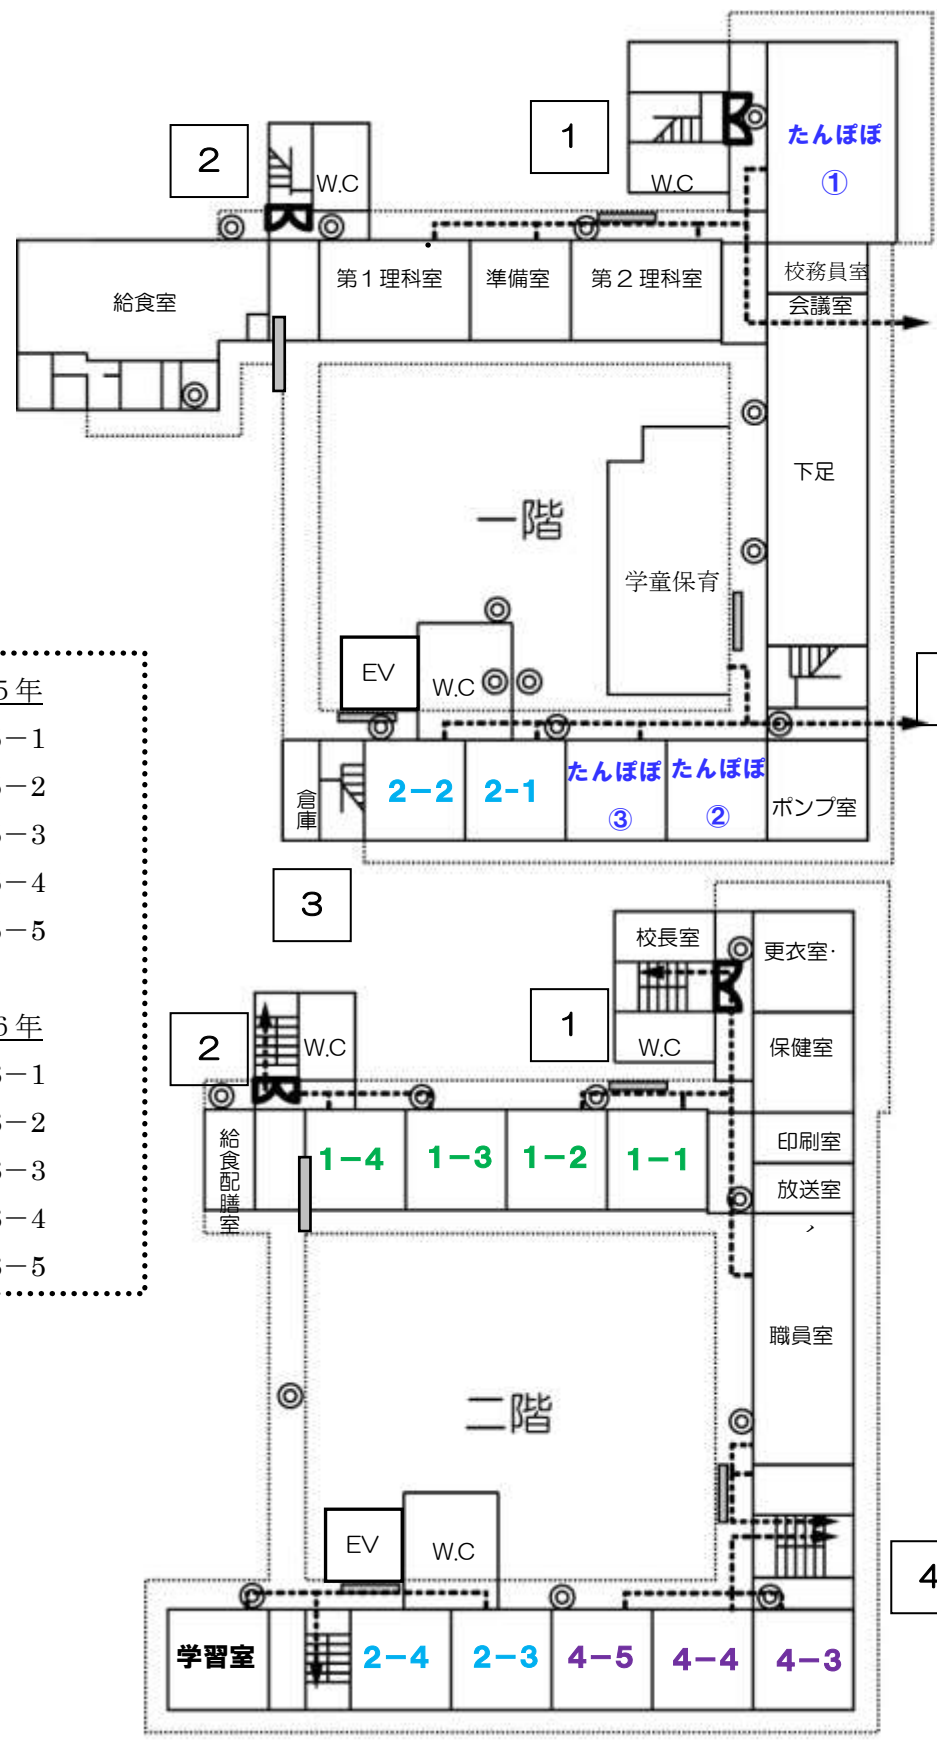 1
たんぽぽ
①
2
W.C
W.C
校務員室
会議室
給食室
第1理科室
準備室
第2理科室
下足
一階
学童保育
EV
W.C
倉庫
2-2
2-1
たんぽぽ
③
たんぽぽ
②
ポンプ室
5年
-1
-2
-3
-4
-5
6年
-1
-2
-3
-4
-5
3
校長室
更衣室·
1
2
W.C
W.C
保健室
給食配膳室
1-4
1-3
1-2
1-1
印刷室
放送室
職員室
二階
EV
W.C
4
学習室
2-4
2-3
4-5
4-4
4-3